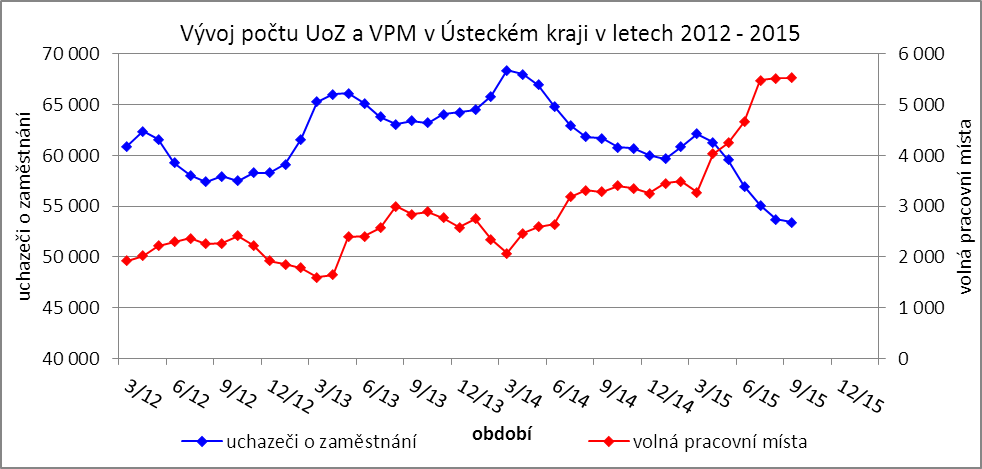 Vývoj počtu UoZ a VPM v Ústeckém kraji v letech 2012 - 2015
uchazeči o zaměstnání
70 000
65 000
60 000
55 000
50 000
45 000
40 000
6 000
5 000
4 000
3 000
2 000
1 000
0
volná pracovní místa
3/12 6/12 9/12 12/12 3/13 6/13 9/13 12/13 3/14 6/14 9/14 12/14 3/15 6/15 9/15 12/15
období
uchazeči o zaměstnání volná pracovní místa